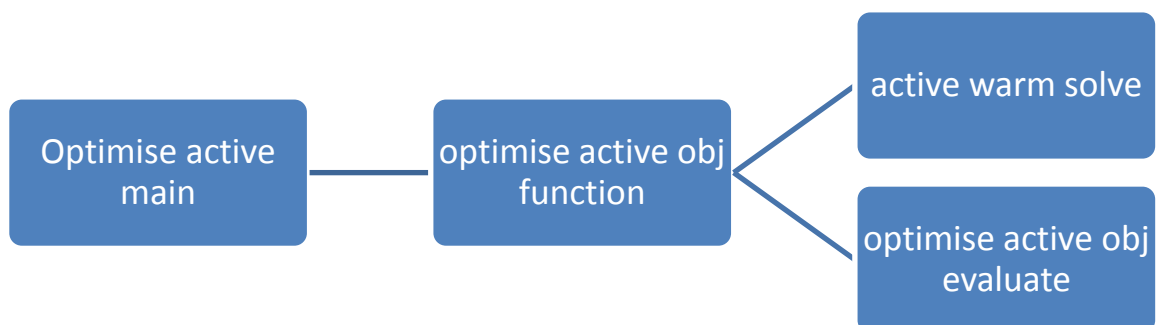 Optimise active
main
optimise active obj
function
active warm solve
optimise active obj
evaluate